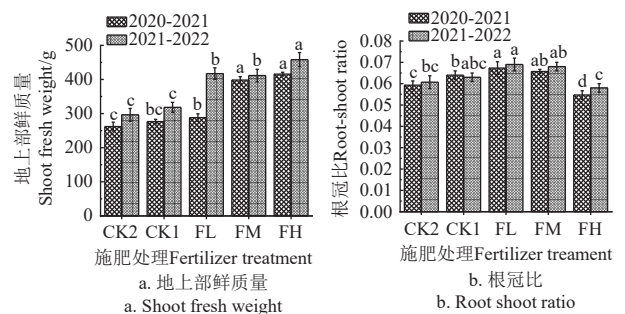 2020-2021
2021-2022
地上部鲜质量
Shoot fresh weight/g
500
400
300
200
100
0
c c bc c b b b b a a
CK2 CK1 FL FM FH
施肥处理Fertilizer treatment
a. 地上部鲜质量
a. Shoot fresh weight
2020-2021
2021-2022
根冠比Root-shoot ratio
0.08
0.07
0.06
0.05
0.04
0.03
0.02
0.01
0.00
c bc b abc a a ab ab d c
CK2 CK1 FL FM FH
施肥处理Fertilizer treament
b. 根冠比
b. Root shoot ratio